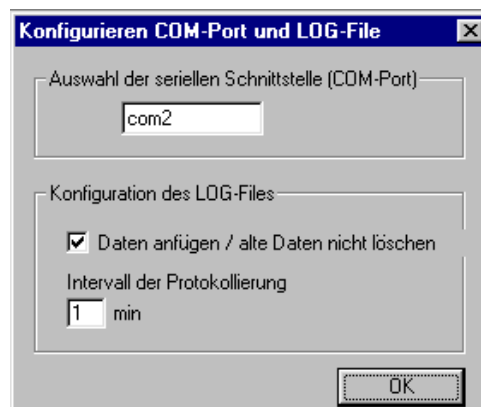 Konfigurieren COM-Port und LOG-File
Auswahl der seriellen Schnittstelle (COM-Port)
com2
Konfiguration des LOG-Files
Daten anfügen / alte Daten nicht löschen
Intervall der Protokollierung
1 min
OK